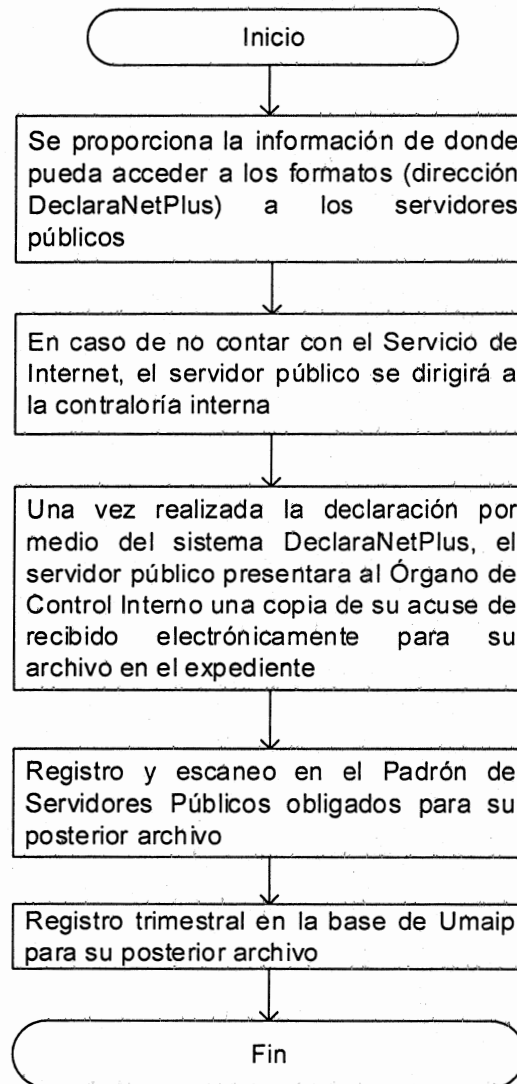 Inicio
Se proporciona la información de donde
pueda acceder a los formatos (dirección
DeclaraNetPlus) a los servidores
públicos
En caso de no contar con el Servicio de
Internet, el servidor público se dirigirá a
la contraloría interna
Una vez realizada la declaración por
medio del sistema DeclaraNetPlus, el
servidor público presentara al Órgano de
Control Interno una copia de su acuse de
recibido electrónicamente para su
archivo en el expediente
Registro y escaneo en el Padrón de
Servidores Públicos obligados para su
posterior archivo
Registro trimestral en la base de Umaip
para su posterior archivo
Fin